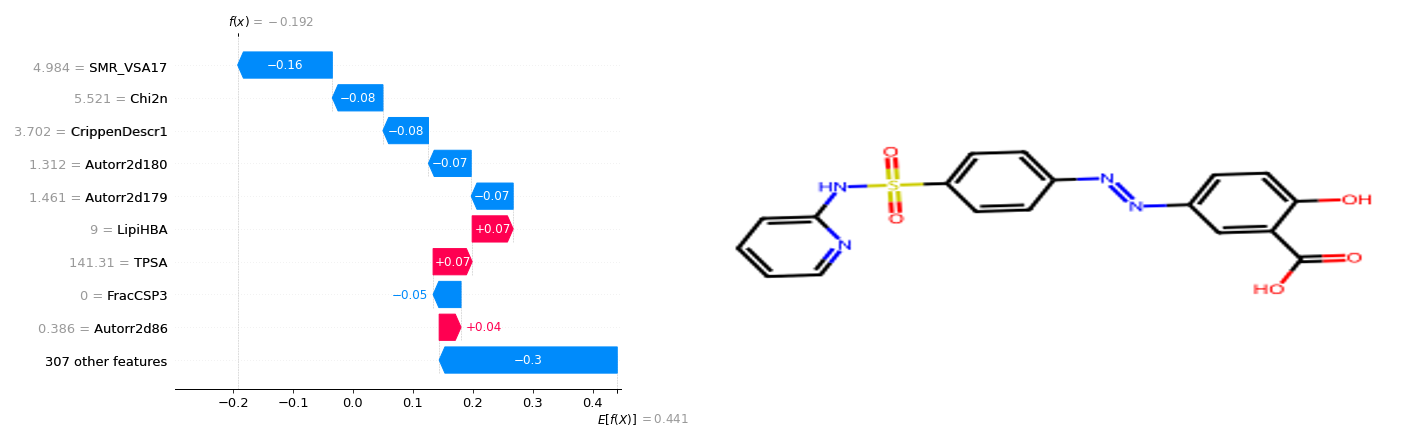 f(x) = −0.192
4.984 = SMR_VSA17
−0.16
5.521 = Chi2n
−0.08
3.702 = CrippenDescr1
−0.08
1.312 = Autorr2d180
−0.07
1.461 = Autorr2d179
−0.07
9 = LipiHBA
+0.07
141.31 = TPSA
+0.07
0 = FracCSP3
−0.05
0.386 = Autorr2d86
+0.04
307 other features
−0.3
−0.2 −0.1 0.0 0.1 0.2 0.3 0.4
E[f(X)] = 0.441
O
HN
S
O
N
N
N
OH
O
HO